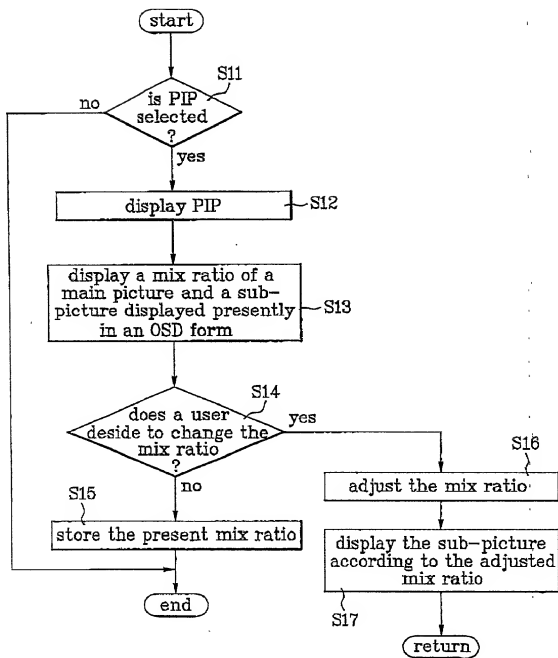 start
S11
is PIP
selected
?
no
yes
display PIP
S12
display a mix ratio of a
main picture and a sub-
picture displayed presently
in an OSD form
S13
S14
does a user
deside to change the
mix ratio
?
yes
no
S15
store the present mix ratio
end
S16
adjust the mix ratio
display the sub-picture
according to the adjusted
mix ratio
S17
return